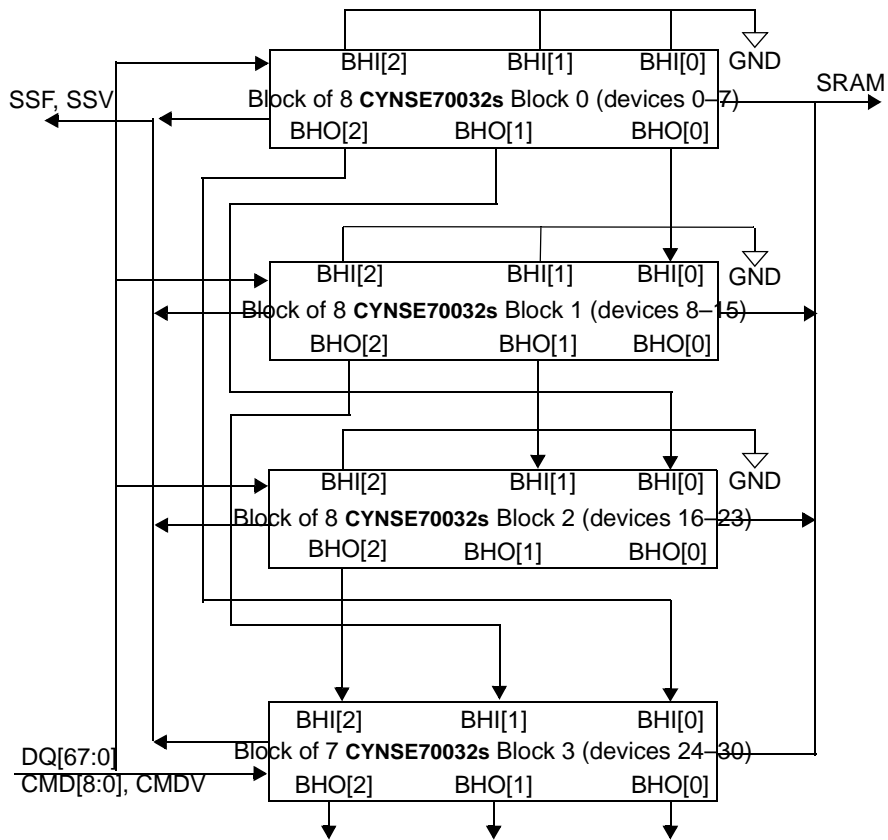 BHI[2] BHI[1] BHI[0] GND
SSF, SSV
SRAM
Block of 8 CYNSE70032s Block 0 (devices 0–7)
BHO[2] BHO[1] BHO[0]
BHI[2] BHI[1] BHI[0] GND
Block of 8 CYNSE70032s Block 1 (devices 8–15)
BHO[2] BHO[1] BHO[0]
BHI[2] BHI[1] BHI[0] GND
Block of 8 CYNSE70032s Block 2 (devices 16–23)
BHO[2] BHO[1] BHO[0]
BHI[2] BHI[1] BHI[0]
DQ[67:0]
Block of 7 CYNSE70032s Block 3 (devices 24–30)
CMD[8:0], CMDV
BHO[2] BHO[1] BHO[0]